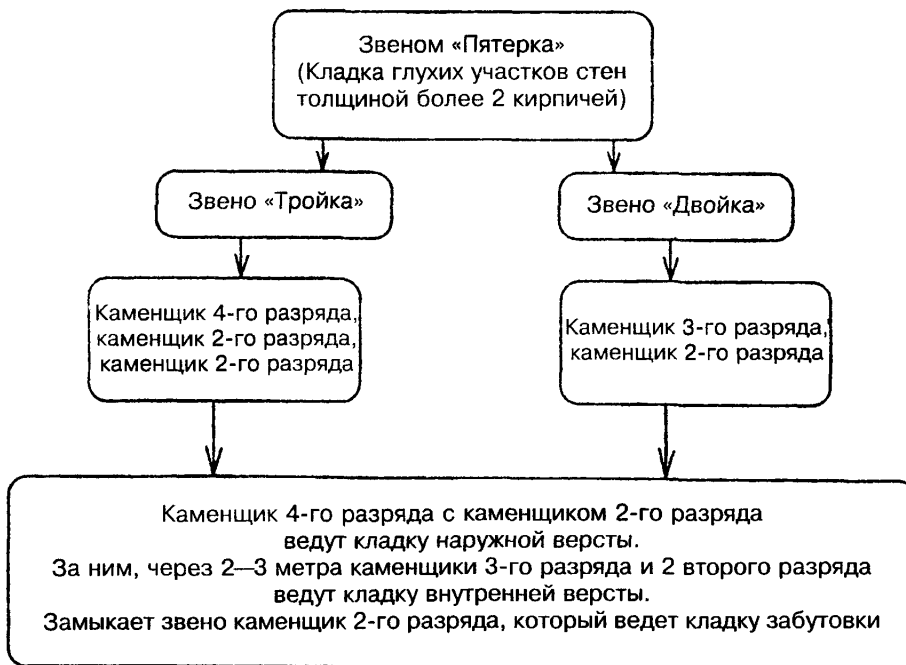 Звеном «Пятерка»
(Кладка глухих участков стен
толщиной более 2 кирпичей)
Звено «Тройка»
Звено «Двойка»
Каменщик 4-го разряда,
каменщик 2-го разряда,
каменщик 2-го разряда
Каменщик 3-го разряда,
каменщик 2-го разряда
Каменщик 4-го разряда с каменщиком 2-го разряда
ведут кладку наружной версты.
За ним, через 2—3 метра каменщики 3-го разряда и 2 второго разряда
ведут кладку внутренней версты.
Замыкает звено каменщик 2-го разряда, который ведет кладку забутовки